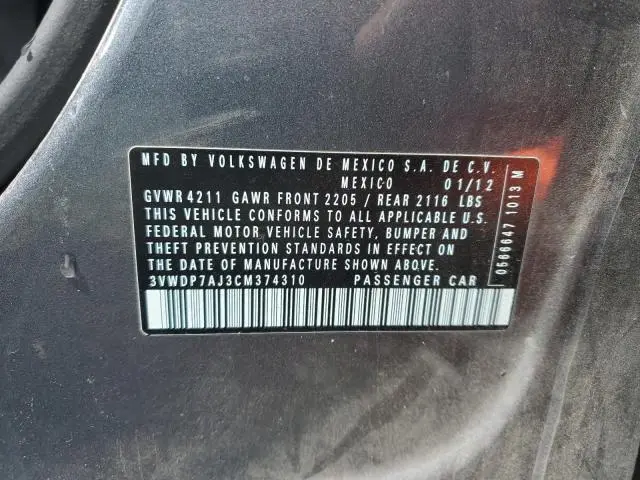 MFD BY VOLKSWAGEN DE MEXICO S.A. DE C.V.
MEXICO 01/12
GVWR 4211 GAWR FRONT 2205 / REAR 2116 LBS
THIS VEHICLE CONFORMS TO ALL APPLICABLE U.S.
FEDERAL MOTOR VEHICLE SAFETY, BUMPER AND
THEFT PREVENTION STANDARDS IN EFFECT ON
THE DATE OF MANUFACTURE SHOWN ABOVE.
3VWDP7AJ3CM374310 PASSENGER CAR
0566647 1013 M